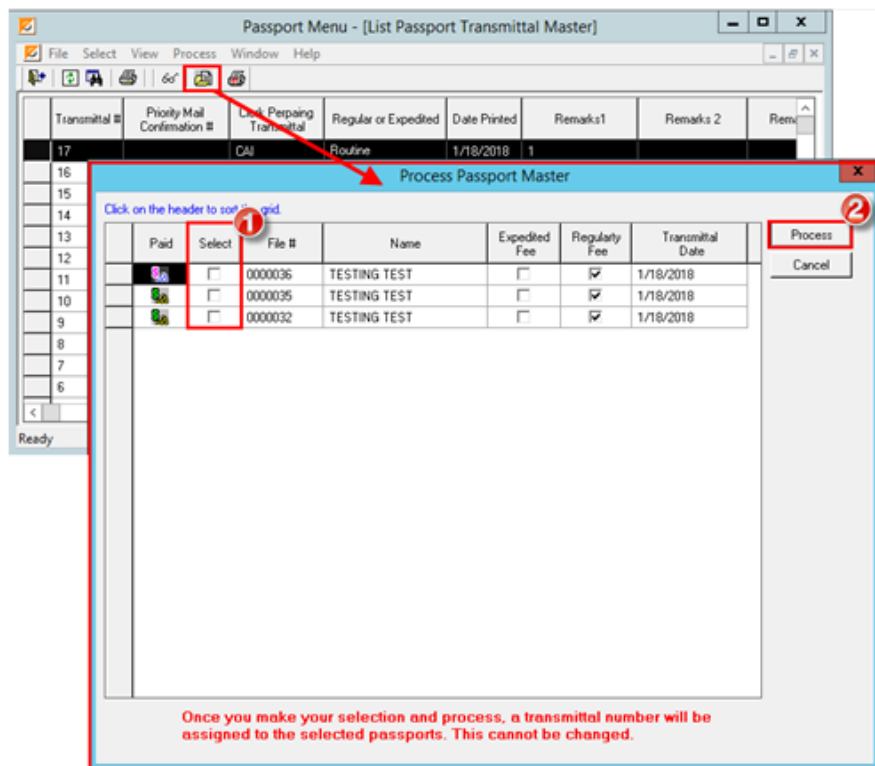 Passport Menu - [List Passport Transmittal Master]
File Select View Process Window Help
Transmittal # Priority Mail Confirmation # Clerk Perpaing Transmittal Regular or Expedited Date Printed Remarks1 Remarks 2
17 CAI Routine 1/18/2018 1
16
15
14
13
12
11
10
9
8
7
6
Ready
Process Passport Master
Click on the header to sort the grid.
1
2
Paid Select File # Name Expedited Fee Regularly Fee Transmittal Date
0000036 TESTING TEST 1/18/2018
0000035 TESTING TEST 1/18/2018
0000032 TESTING TEST 1/18/2018
Process
Cancel
Once you make your selection and process, a transmittal number will be
assigned to the selected passports. This cannot be changed.